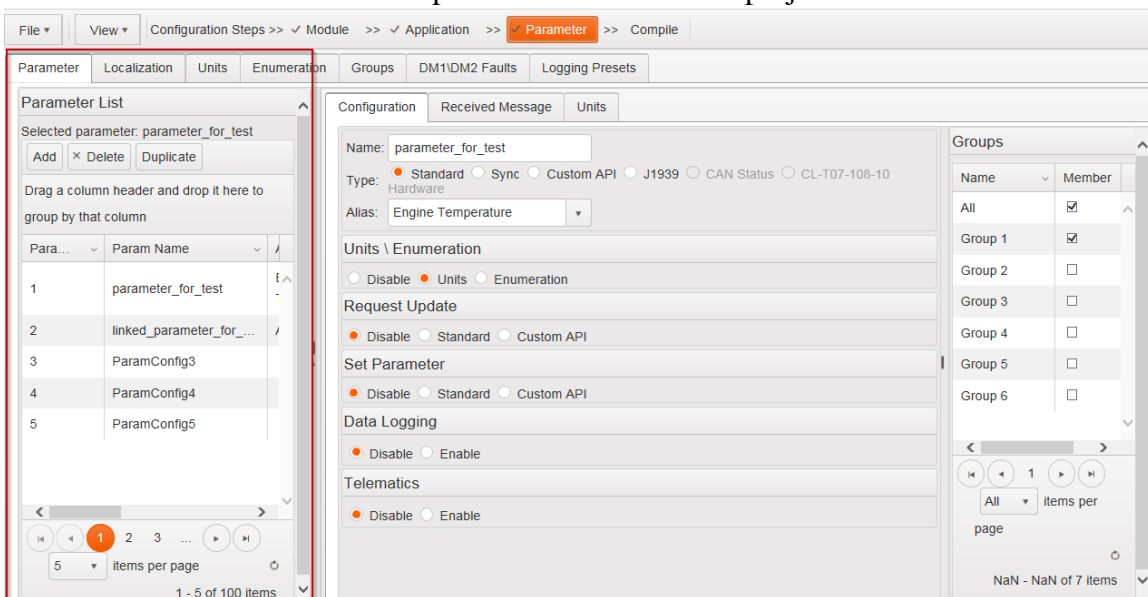 File ▾ View ▾ Configuration Steps >> ✓ Module >> ✓ Application >> ✓ Parameter >> Compile
Parameter Localization Units Enumeration Groups DM1\DM2 Faults Logging Presets
Parameter List
Selected parameter: parameter_for_test
Add × Delete Duplicate
Drag a column header and drop it here to
group by that column
Para... Param Name
1 parameter_for_test
2 linked_parameter_for_...
3 ParamConfig3
4 ParamConfig4
5 ParamConfig5
1 2 3 ...
5 items per page
1 - 5 of 100 items
Configuration Received Message Units
Name: parameter_for_test
Type: Standard Sync Custom API J1939 CAN Status CL-T07-108-10
Hardware
Alias: Engine Temperature
Units \ Enumeration
Disable Units Enumeration
Request Update
Disable Standard Custom API
Set Parameter
Disable Standard Custom API
Data Logging
Disable Enable
Telematics
Disable Enable
Groups
Name Member
All
Group 1
Group 2
Group 3
Group 4
Group 5
Group 6
1
All items per
page
NaN - NaN of 7 items